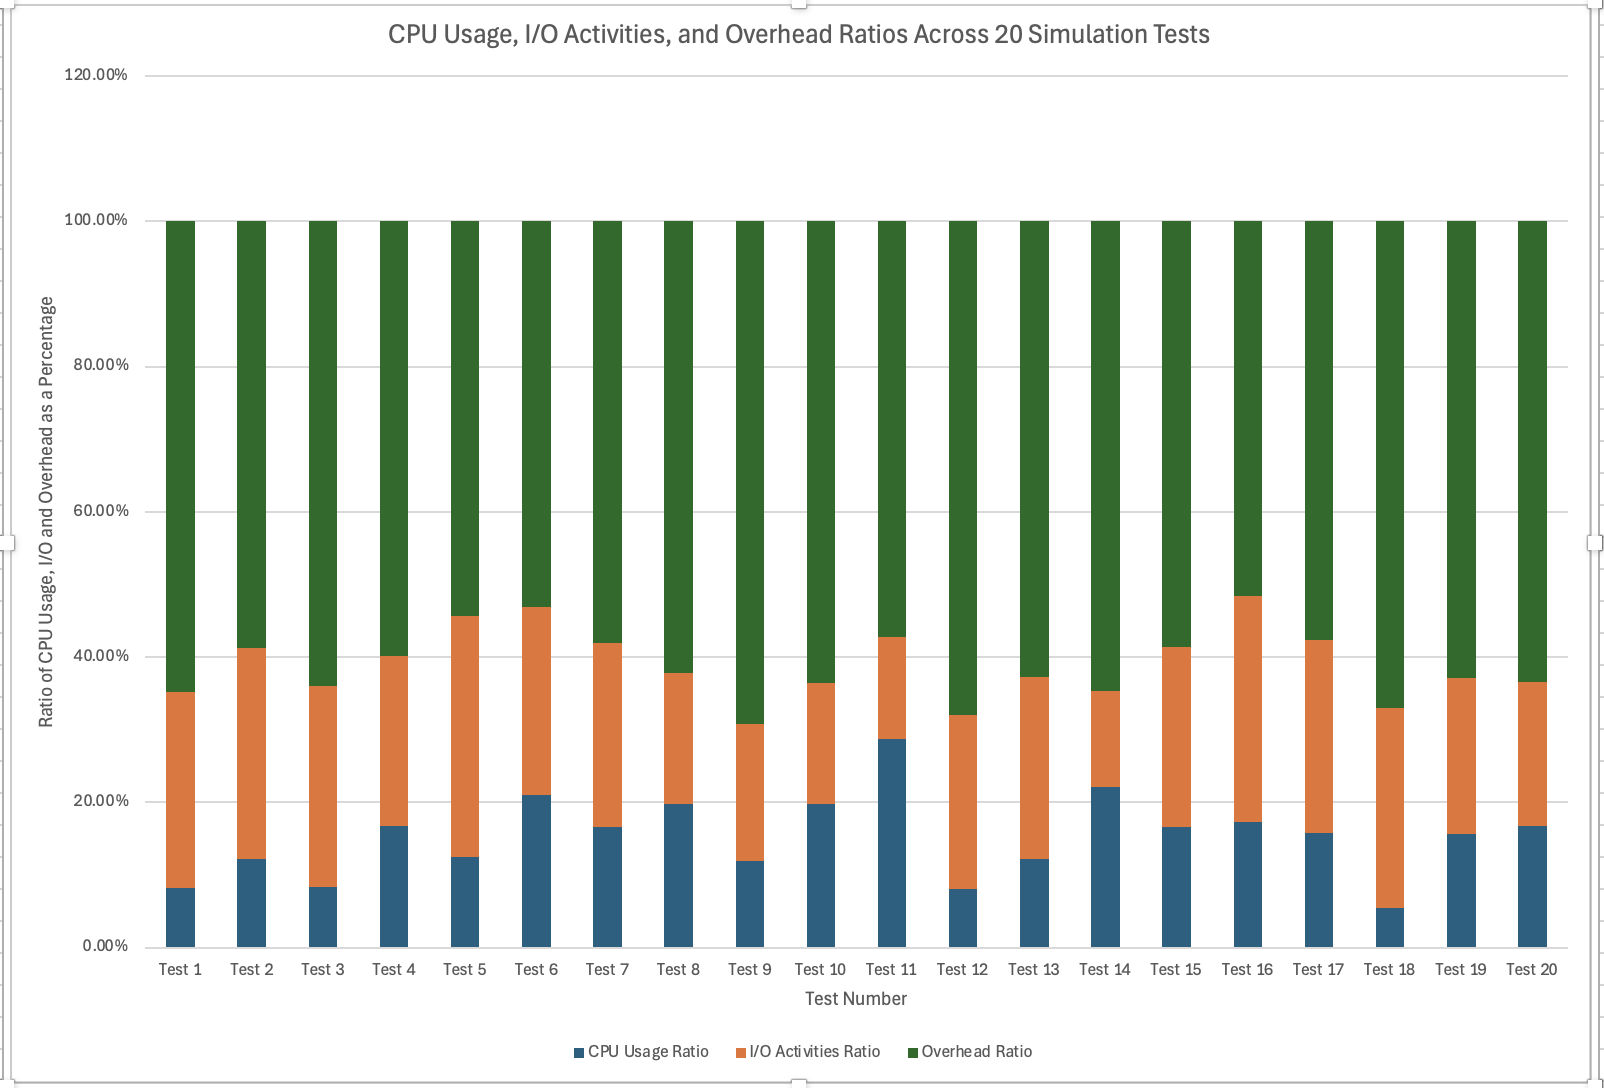 CPU Usage, I/O Activities, and Overhead Ratios Across 20 Simulation Tests
120.00%
100.00%
80.00%
60.00%
40.00%
20.00%
0.00%
Ratio of CPU Usage, I/O and Overhead as a Percentage
Test 1 Test 2 Test 3 Test 4 Test 5 Test 6 Test 7 Test 8 Test 9 Test 10 Test 11 Test 12 Test 13 Test 14 Test 15 Test 16 Test 17 Test 18 Test 19 Test 20
Test Number
CPU Usage Ratio I/O Activities Ratio Overhead Ratio